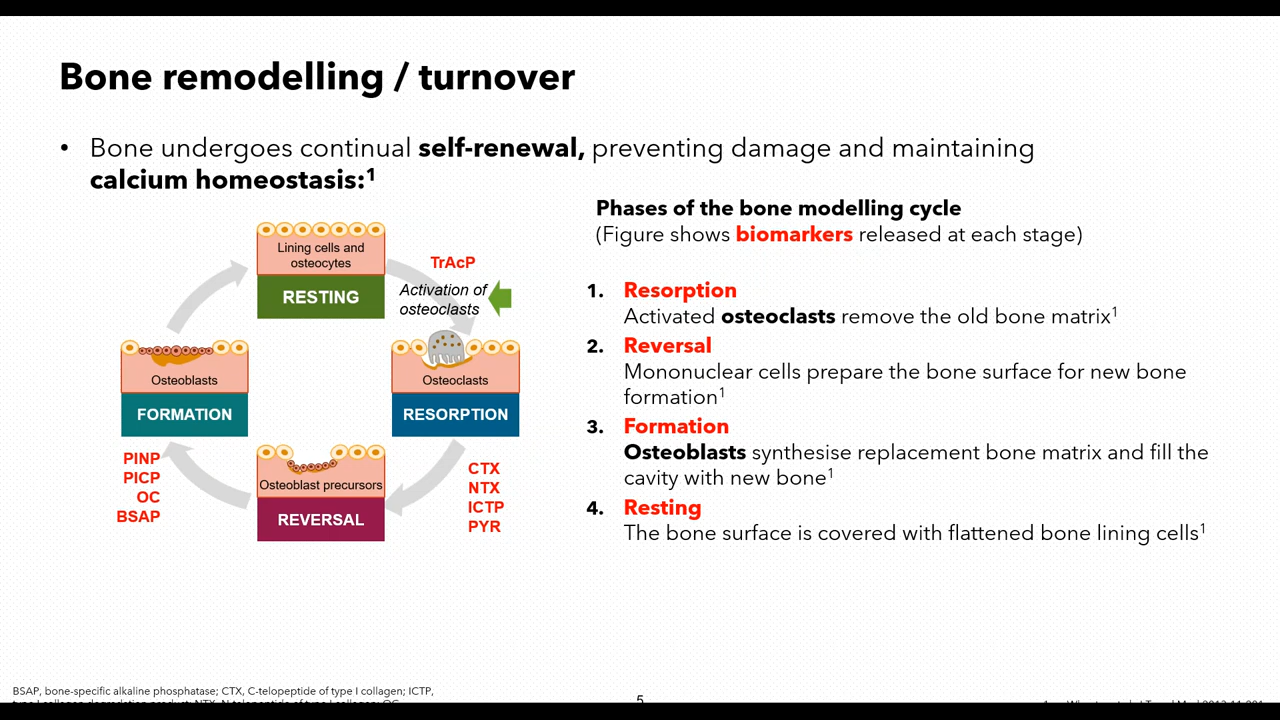 Bone remodelling / turnover
• Bone undergoes continual self-renewal, preventing damage and maintaining
calcium homeostasis:1
Lining cells and
osteocytes
RESTING
TrAcP
Activation of
osteoclasts
Osteoclasts
RESORPTION
CTX
NTX
ICTP
PYR
Osteoblast precursors
REVERSAL
Osteoblasts
FORMATION
PINP
PICP
OC
BSAP
Phases of the bone modelling cycle
(Figure shows biomarkers released at each stage)
1. Resorption
Activated osteoclasts remove the old bone matrix1
2. Reversal
Mononuclear cells prepare the bone surface for new bone
formation1
3. Formation
Osteoblasts synthesise replacement bone matrix and fill the
cavity with new bone1
4. Resting
The bone surface is covered with flattened bone lining cells1
BSAP, bone-specific alkaline phosphatase; CTX, C-telopeptide of type I collagen; ICTP,
5